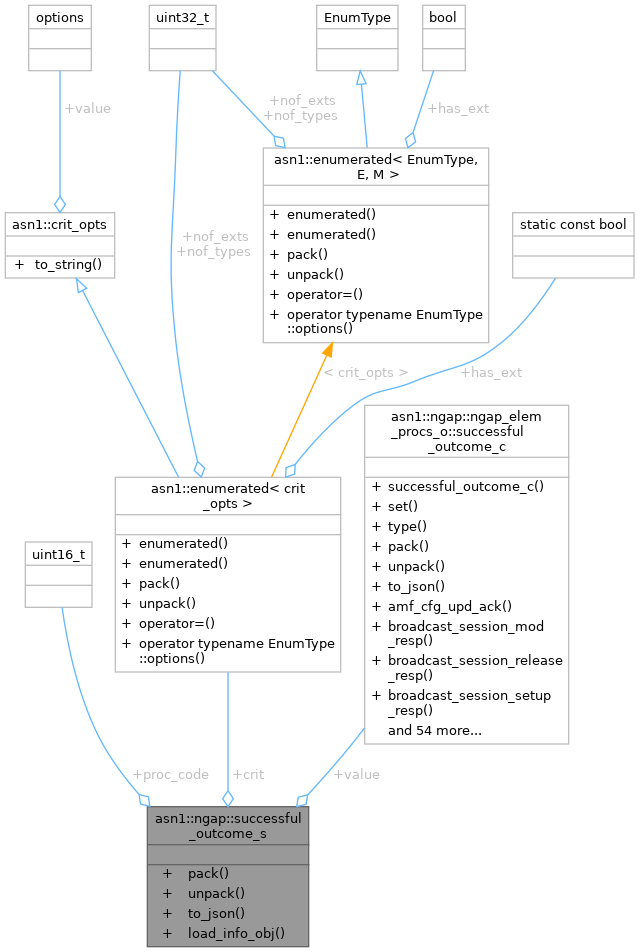 options
uint32_t
EnumType
bool
+value
+nof_exts
+nof_types
+has_ext
asn1::enumerated< EnumType,
E, M >
+ enumerated()
+ enumerated()
+ pack()
+ unpack()
+ operator=()
+ operator typename EnumType
::options()
asn1::crit_opts
+ to_string()
static const bool
+nof_exts
+nof_types
< crit_opts >
+has_ext
asn1::ngap::ngap_elem
_procs_o::successful
_outcome_c
+ successful_outcome_c()
+ set()
+ type()
+ pack()
+ unpack()
+ to_json()
+ amf_cfg_upd_ack()
+ broadcast_session_mod
_resp()
+ broadcast_session_release
_resp()
+ broadcast_session_setup
_resp()
and 54 more...
asn1::enumerated< crit
_opts >
+ enumerated()
+ enumerated()
+ pack()
+ unpack()
+ operator=()
+ operator typename EnumType
::options()
uint16_t
+proc_code
+crit
+value
asn1::ngap::successful
_outcome_s
+ pack()
+ unpack()
+ to_json()
+ load_info_obj()